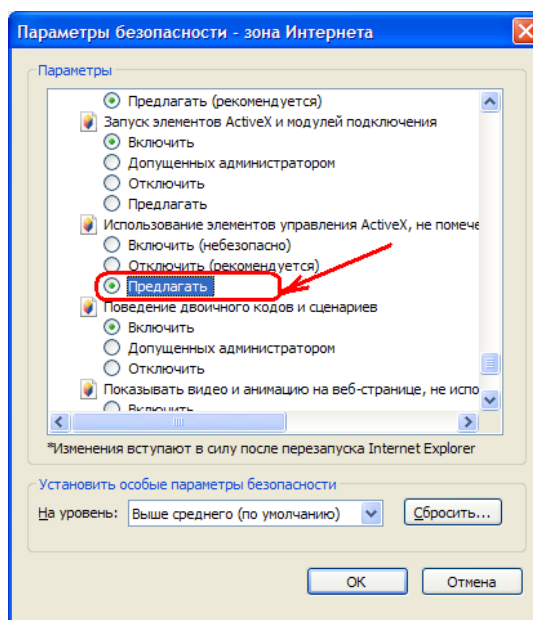 Параметры безопасности - зона Интернета
Параметры
Предлагать (рекомендуется)
Запуск элементов ActiveX и модулей подключения
Включить
Допущенных администратором
Отключить
Предлагать
Использование элементов управления ActiveX, не помече
Включить (небезопасно)
Отключить (рекомендуется)
Предлагать
Поведение двоичного кодов и сценариев
Включить
Допущенных администратором
Отключить
Показывать видео и анимацию на веб-странице, не испо
Включить
*Изменения вступают в силу после перезапуска Internet Explorer
Установить особые параметры безопасности
На уровень: Выше среднего (по умолчанию) Сбросить...
ОК Отмена